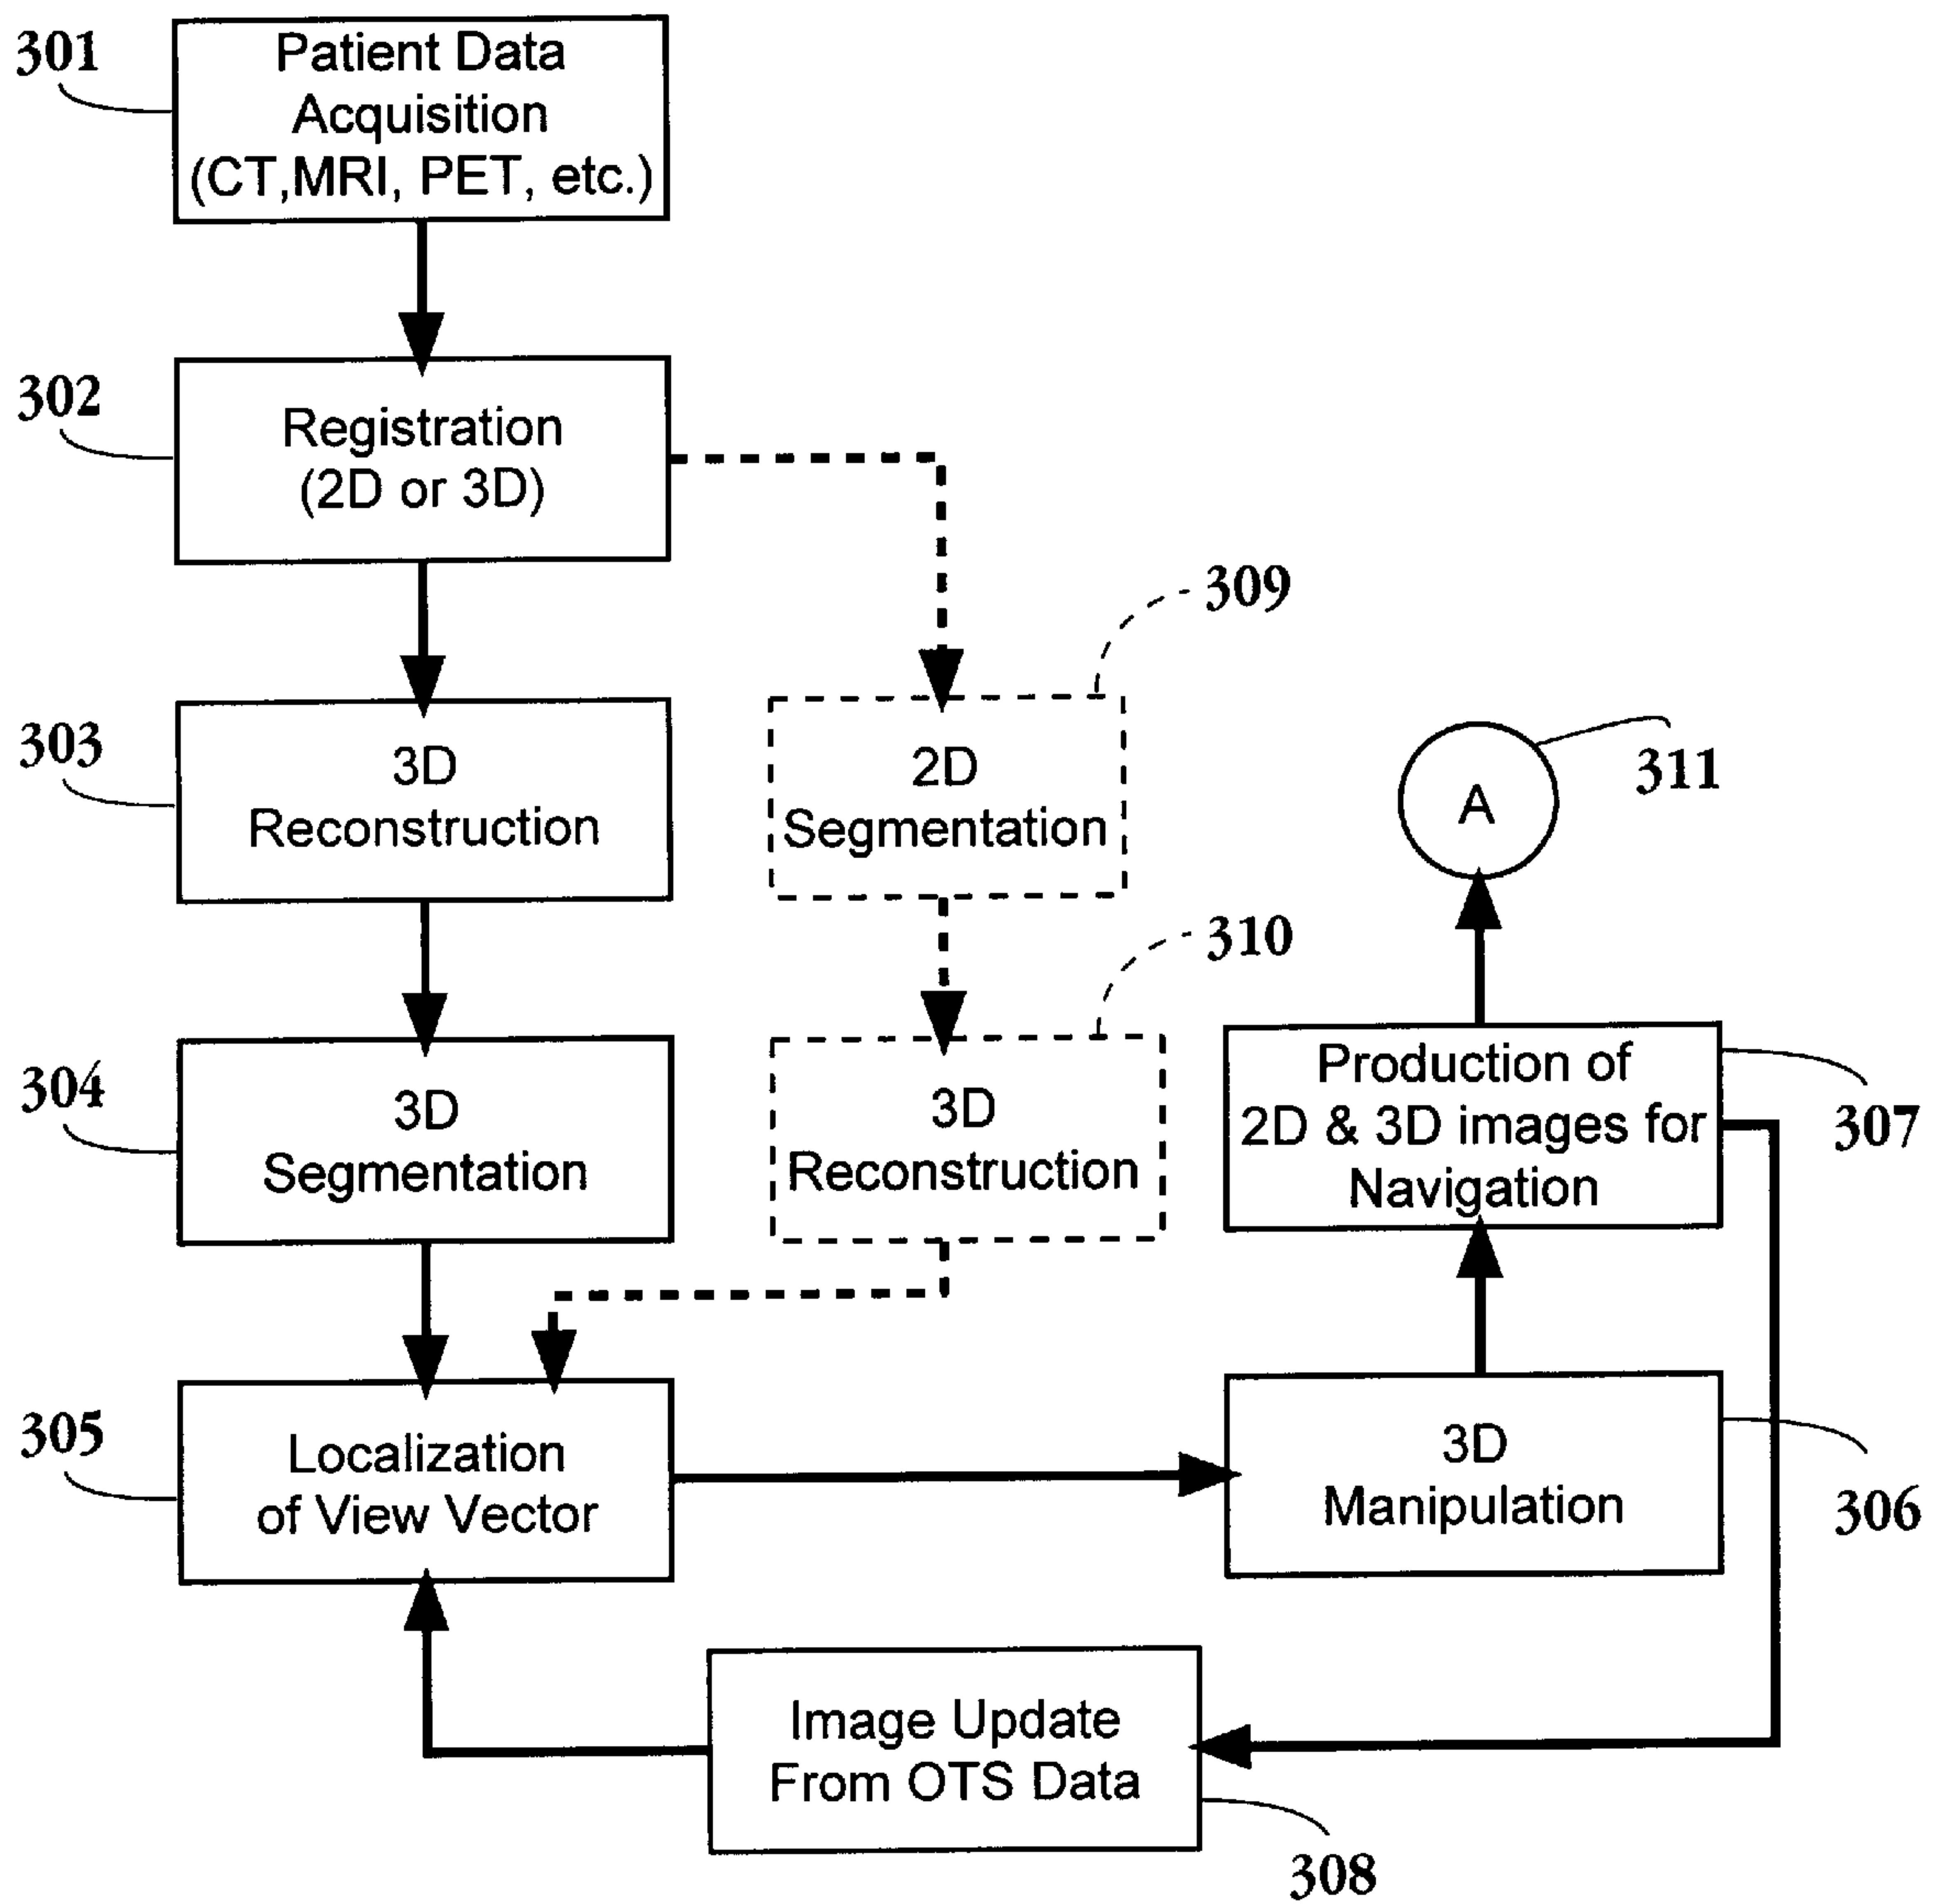 301
Patient Data
Acquisition
(CT,MRI, PET, etc.)
302
Registration
(2D or 3D)
303
3D
Reconstruction
309
2D
Segmentation
311
A
304
3D
Segmentation
310
3D
Reconstruction
307
Production of
2D & 3D images for
Navigation
305
Localization
of View Vector
306
3D
Manipulation
308
Image Update
From OTS Data